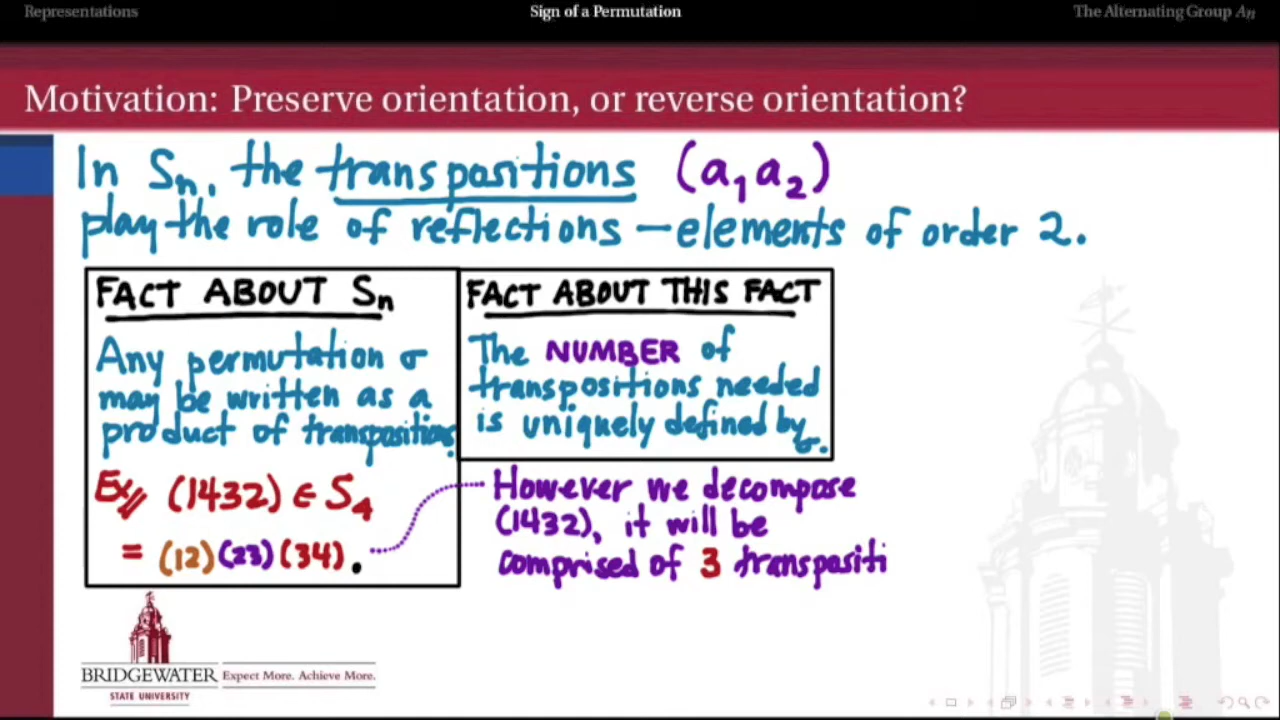 Representations
Sign of a Permutation
The Alternating Group An
Motivation: Preserve orientation, or reverse orientation?
In Sn, the transpositions (a1 a2)
play the role of reflections — elements of order 2.
FACT ABOUT Sn
Any permutation σ
may be written as a
product of transpositions.
Ex// (1432) ∈ S4
= (12)(23)(34).
FACT ABOUT THIS FACT
The NUMBER of
transpositions needed
is uniquely defined by σ.
However we decompose
(1432), it will be
comprised of 3 transpositi
BRIDGEWATER
STATE UNIVERSITY
Expect More. Achieve More.